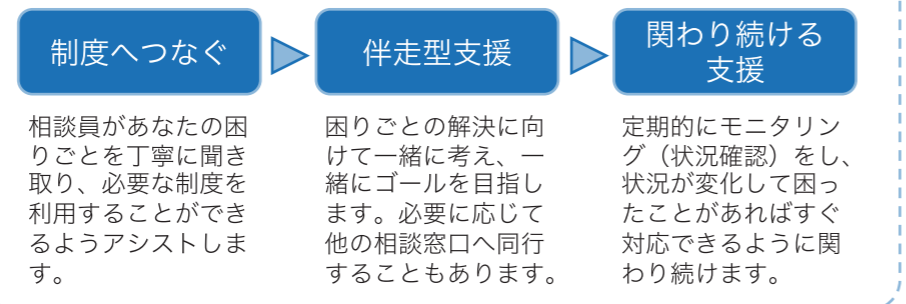 制度へつなぐ
伴走型支援
関わり続ける
支援
相談員があなたの困
りごとを丁寧に聞き
取り、必要な制度を
利用することができ
るようアシストしま
す。
困りごとの解決に向
けて一緒に考え、一
緒にゴールを目指し
ます。必要に応じて
他の相談窓口へ同行
することもあります。
定期的にモニタリン
グ（状況確認）をし、
状況が変化して困っ
たことがあればすぐ
対応できるように関
わり続けます。